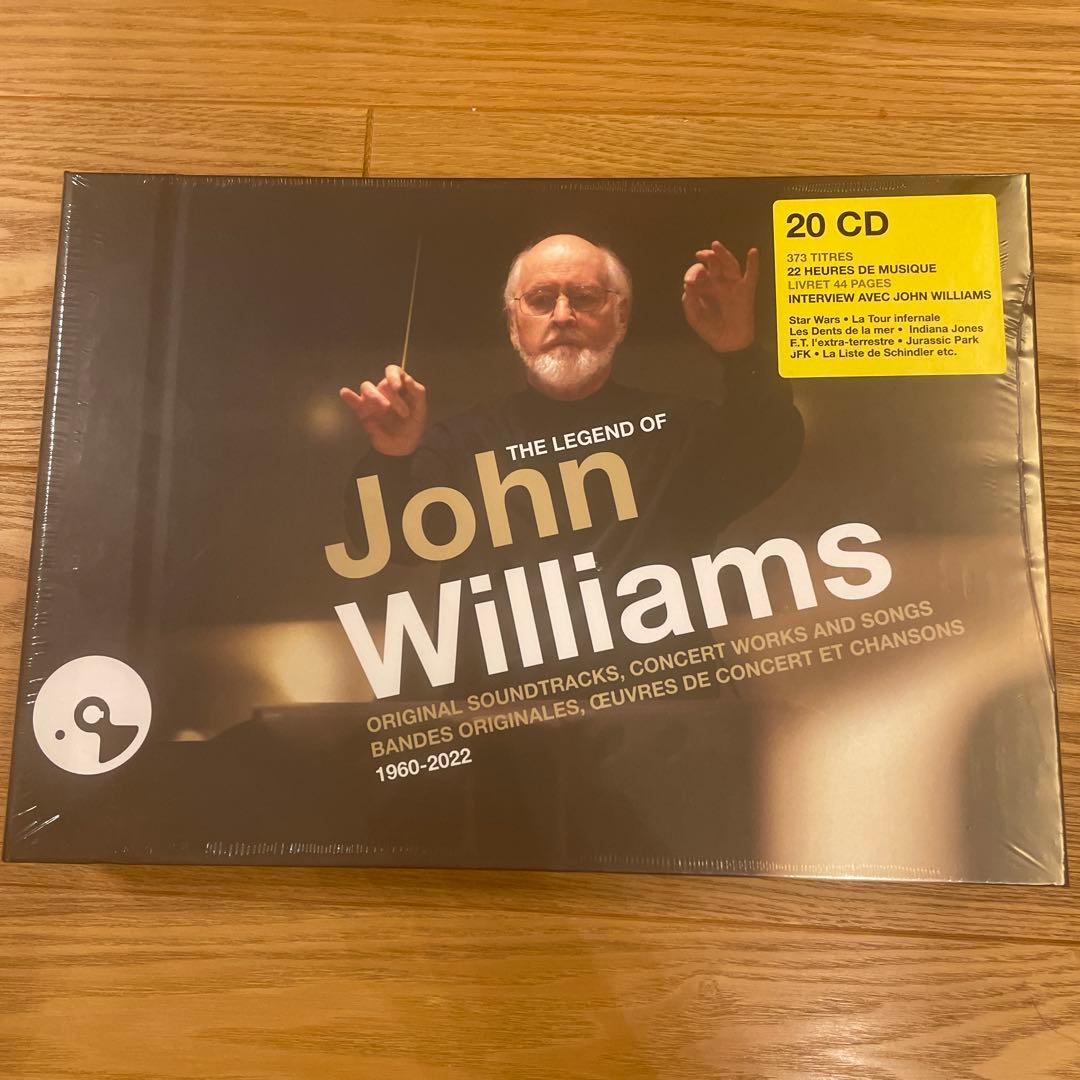 20 CD
373 TITRES
22 HEURES DE MUSIQUE
LIVRET 44 PAGES
INTERVIEW AVEC JOHN WILLIAMS
Star Wars • La Tour infernale
Les Dents de la mer • Indiana Jones
E.T. l'extra-terrestre • Jurassic Park
JFK • La Liste de Schindler etc.
THE LEGEND OF
John
Williams
ORIGINAL SOUNDTRACKS, CONCERT WORKS AND SONGS
BANDES ORIGINALES, ŒUVRES DE CONCERT ET CHANSONS
1960-2022